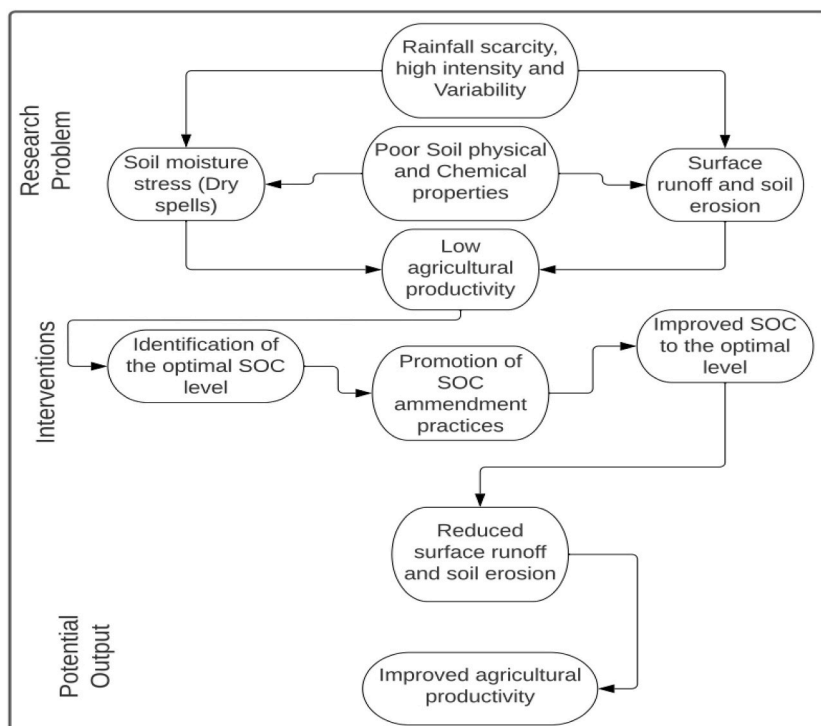 Research
Problem
Rainfall scarcity,
high intensity and
Variability
Soil moisture
stress (Dry
spells)
Poor Soil physical
and Chemical
properties
Surface
runoff and soil
erosion
Low
agricultural
productivity
Interventions
Identification of
the optimal SOC
level
Promotion of
SOC
ammendment
practices
Improved SOC
to the optimal
level
Reduced
surface runoff
and soil erosion
Potential
Output
Improved agricultural
productivity